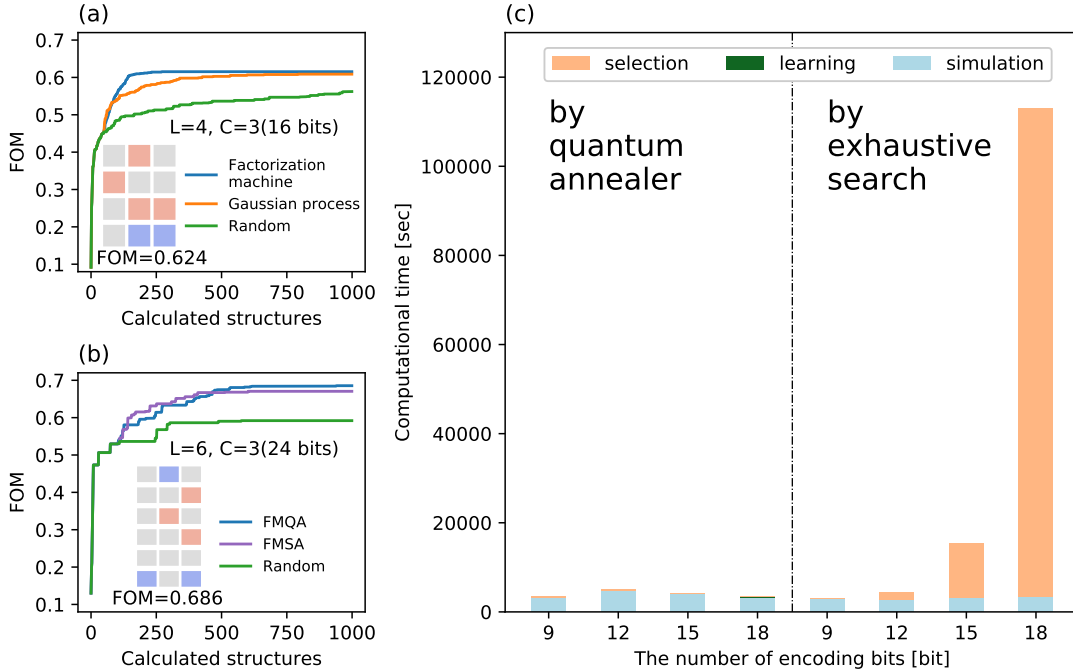 (a)
0.7
0.6
0.5
0.4
0.3
0.2
0.1
FOM
L=4, C=3(16 bits)
Factorization
machine
Gaussian process
Random
FOM=0.624
0 250 500 750 1000
Calculated structures
(b)
0.7
0.6
0.5
0.4
0.3
0.2
0.1
FOM
L=6, C=3(24 bits)
FMQA
FMSA
Random
FOM=0.686
0 250 500 750 1000
Calculated structures
(c)
selection learning simulation
120000
100000
80000
60000
40000
20000
0
Computational time [sec]
by
quantum
annealer
by
exhaustive
search
9 12 15 18 9 12 15 18
The number of encoding bits [bit]